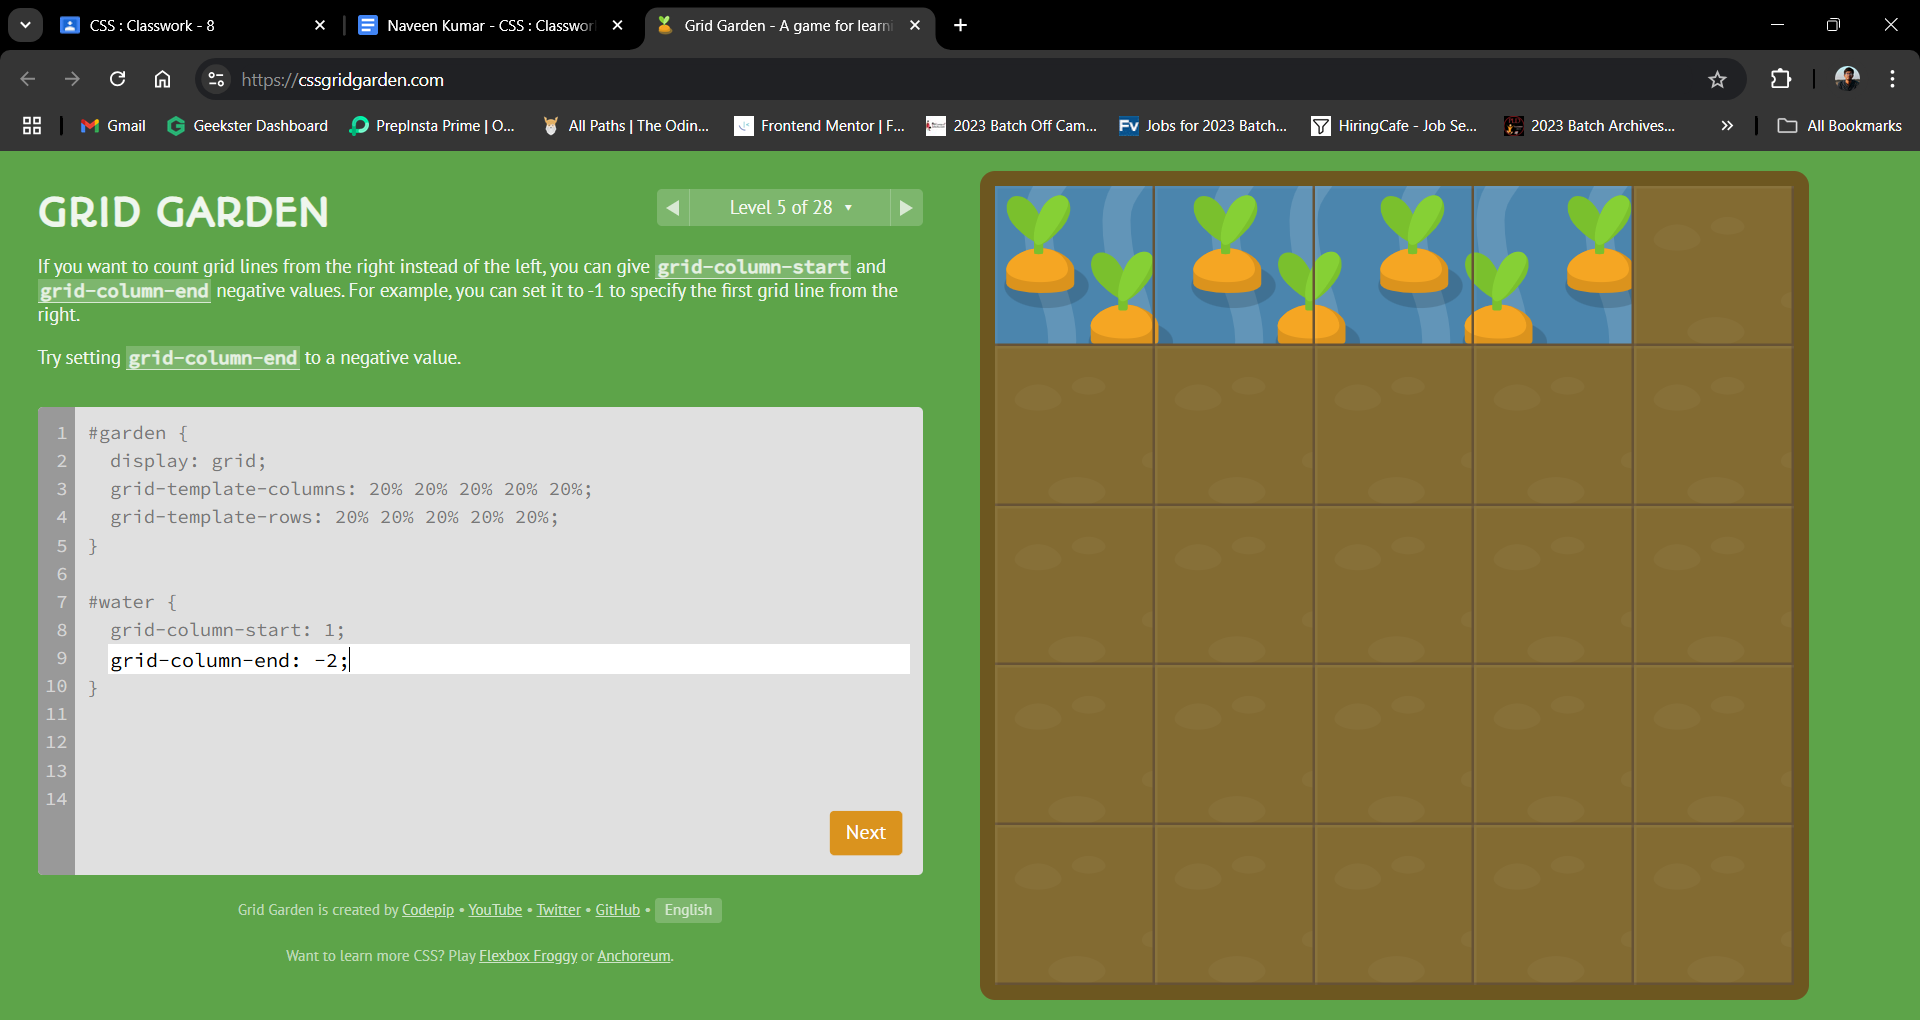 CSS : Classwork - 8
Naveen Kumar - CSS : Classwor
Grid Garden - A game for learni
https://cssgridgarden.com
Gmail
Geekster Dashboard
PrepInsta Prime | O...
All Paths | The Odin...
Frontend Mentor | F...
2023 Batch Off Cam...
Fv
Jobs for 2023 Batch...
HiringCafe - Job Se...
2023 Batch Archives...
All Bookmarks
GRID GARDEN
Level 5 of 28
If you want to count grid lines from the right instead of the left, you can give grid-column-start and
grid-column-end negative values. For example, you can set it to -1 to specify the first grid line from the
right.
Try setting grid-column-end to a negative value.
1 #garden {
2 display: grid;
3 grid-template-columns: 20% 20% 20% 20% 20%;
4 grid-template-rows: 20% 20% 20% 20% 20%;
5 }
6
7 #water {
8 grid-column-start: 1;
9 grid-column-end: -2;
10 }
11
12
13
14
Next
Grid Garden is created by Codepip • YouTube • Twitter • GitHub • English
Want to learn more CSS? Play Flexbox Froggy or Anchoreum.